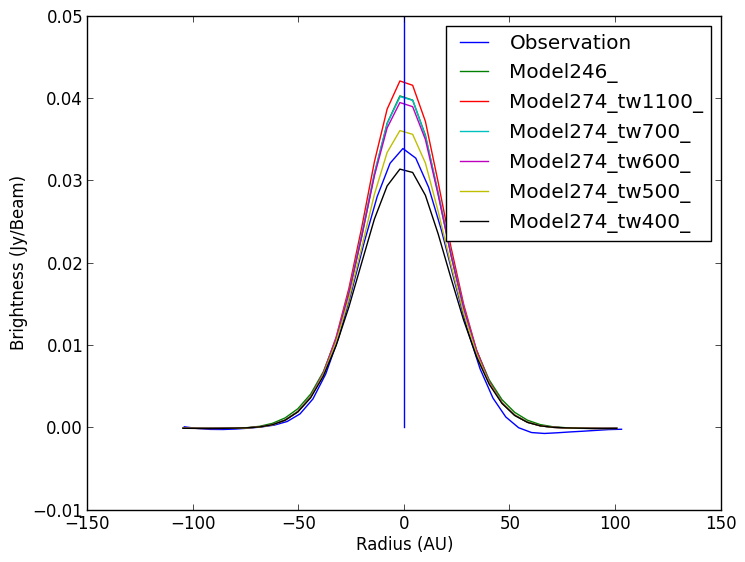 0.05
0.04
0.03
0.02
0.01
0.00
−0.01
Brightness (Jy/Beam)
Observation
Model246_
Model274_tw1100_
Model274_tw700_
Model274_tw600_
Model274_tw500_
Model274_tw400_
−150
−100
−50
0
50
100
150
Radius (AU)